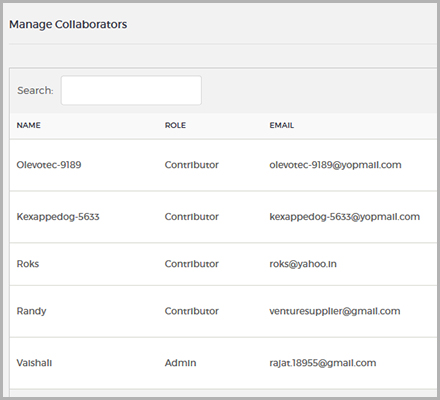 Manage Collaborators
Search:
NAME ROLE EMAIL
Olevotec-9189 Contributor olevotec-9189@yopmail.com
Kexappedog-5633 Contributor kexappedog-5633@yopmail.com
Roks Contributor roks@yahoo.in
Randy Contributor venturesupplier@gmail.com
Vaishali Admin rajat.18955@gmail.com